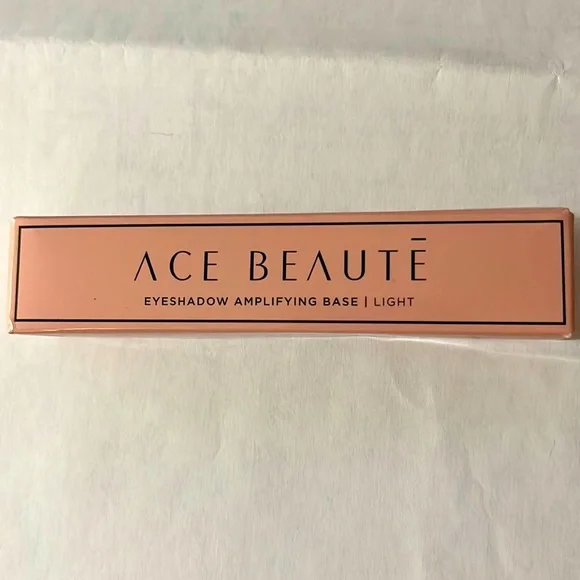 ACE BEAUTĒ
EYESHADOW AMPLIFYING BASE | LIGHT